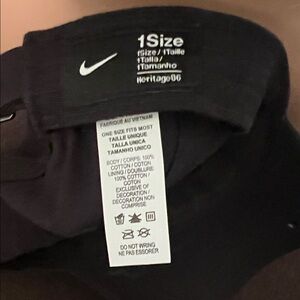 1Size
1Size / 1Taille
1Talla/
1Tamanho
Heritage86
FABRIQUÉ AU VIETNAM
ONE SIZE FITS MOST
TAILLE UNIQUE
TALLA UNICA
TAMANHO UNICO
BODY / CORPS: 100%
COTTON / COTON
LINING / DOUBLURE
100% COTTON /
COTON
EXCLUSIVE OF
DECORATION /
DECORATION NON
COMPRISE
DO NOT WRING
NE PAS ESSORER